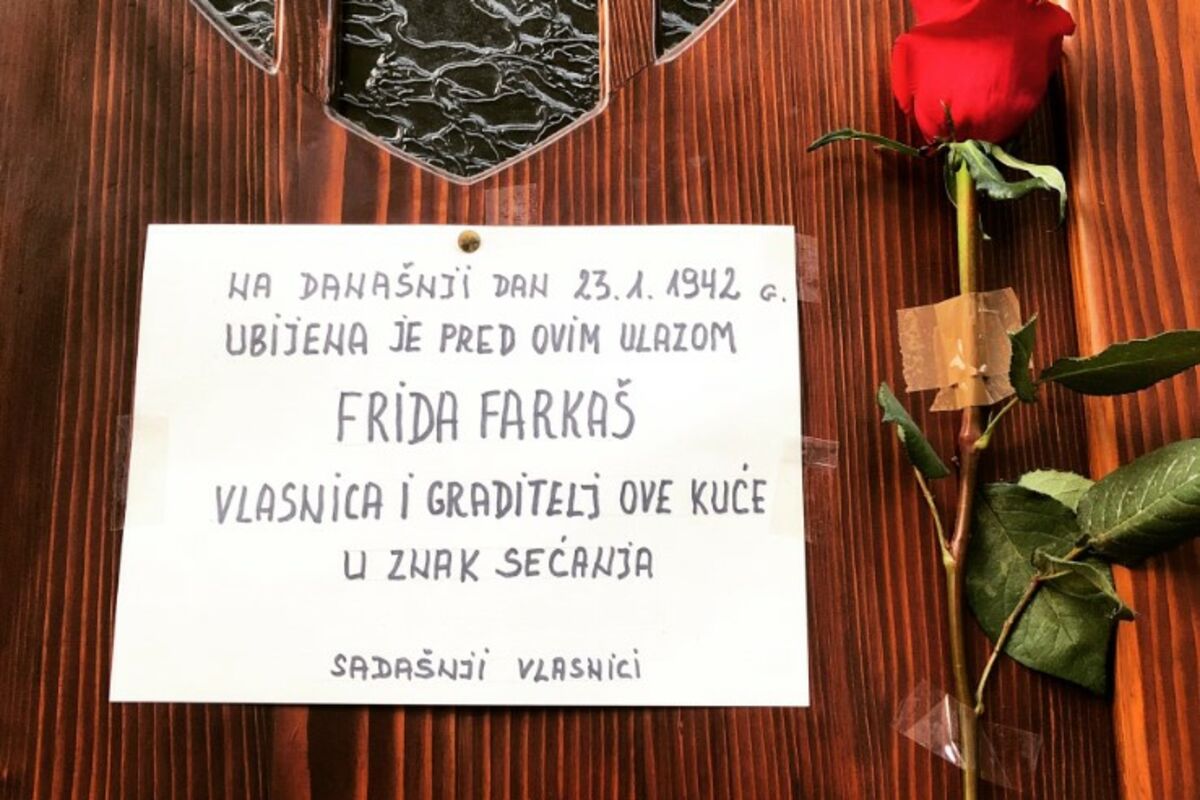 NA DANAŠNJI DAN 23.1.1942 G.
UBIJENA JE PRED OVIM ULAZOM
FRIDA FARKAŠ
VLASNICA I GRADITELJ OVE KUĆE
U ZNAK SEĆANJA
SADAŠNJI VLASNICI